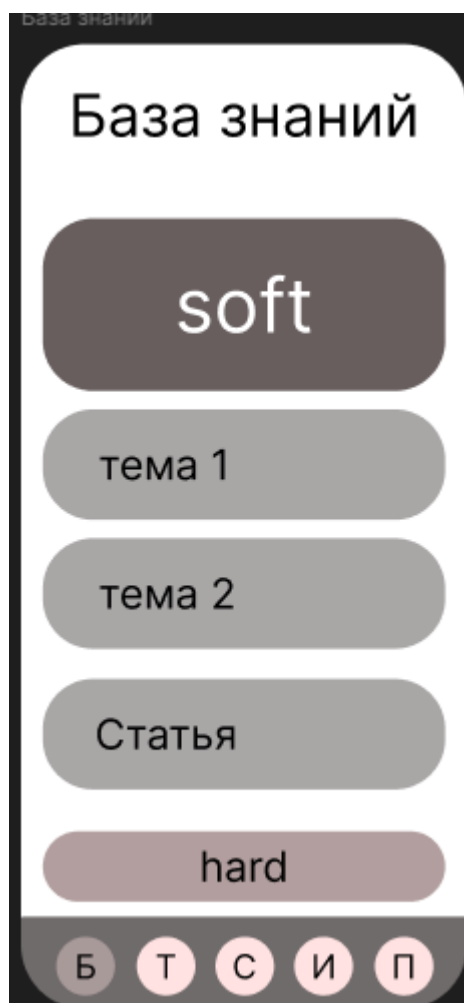 База знаний
База знаний
soft
тема 1
тема 2
Статья
hard
Б Т С И П